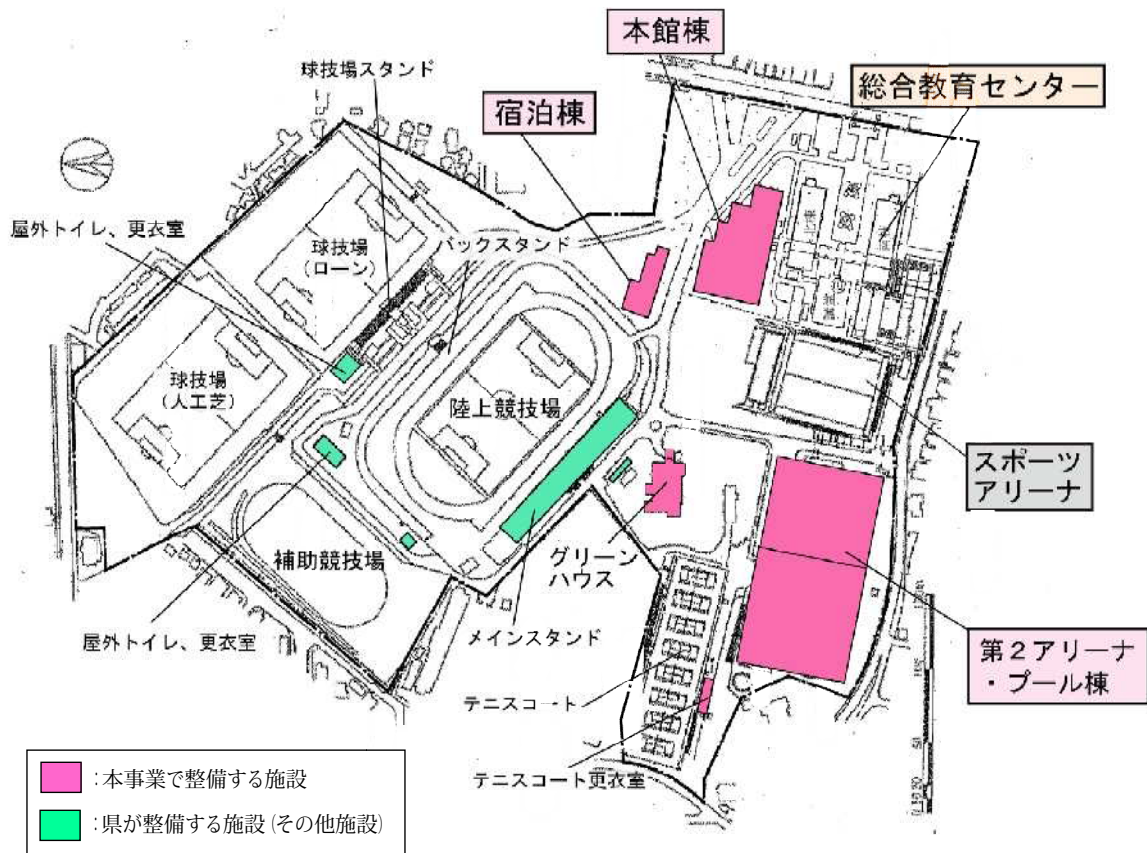 本館棟
球技場スタンド
総合教育センター
宿泊棟
屋外トイレ、更衣室
球技場
(ローン)
バックスタンド
球技場
(人工芝)
陸上競技場
スポーツ
アリーナ
グリーン
ハウス
補助競技場
屋外トイレ、更衣室
メインスタンド
第2アリーナ
・プール棟
テニスコート
テニスコート更衣室
:本事業で整備する施設
:県が整備する施設(その他施設)